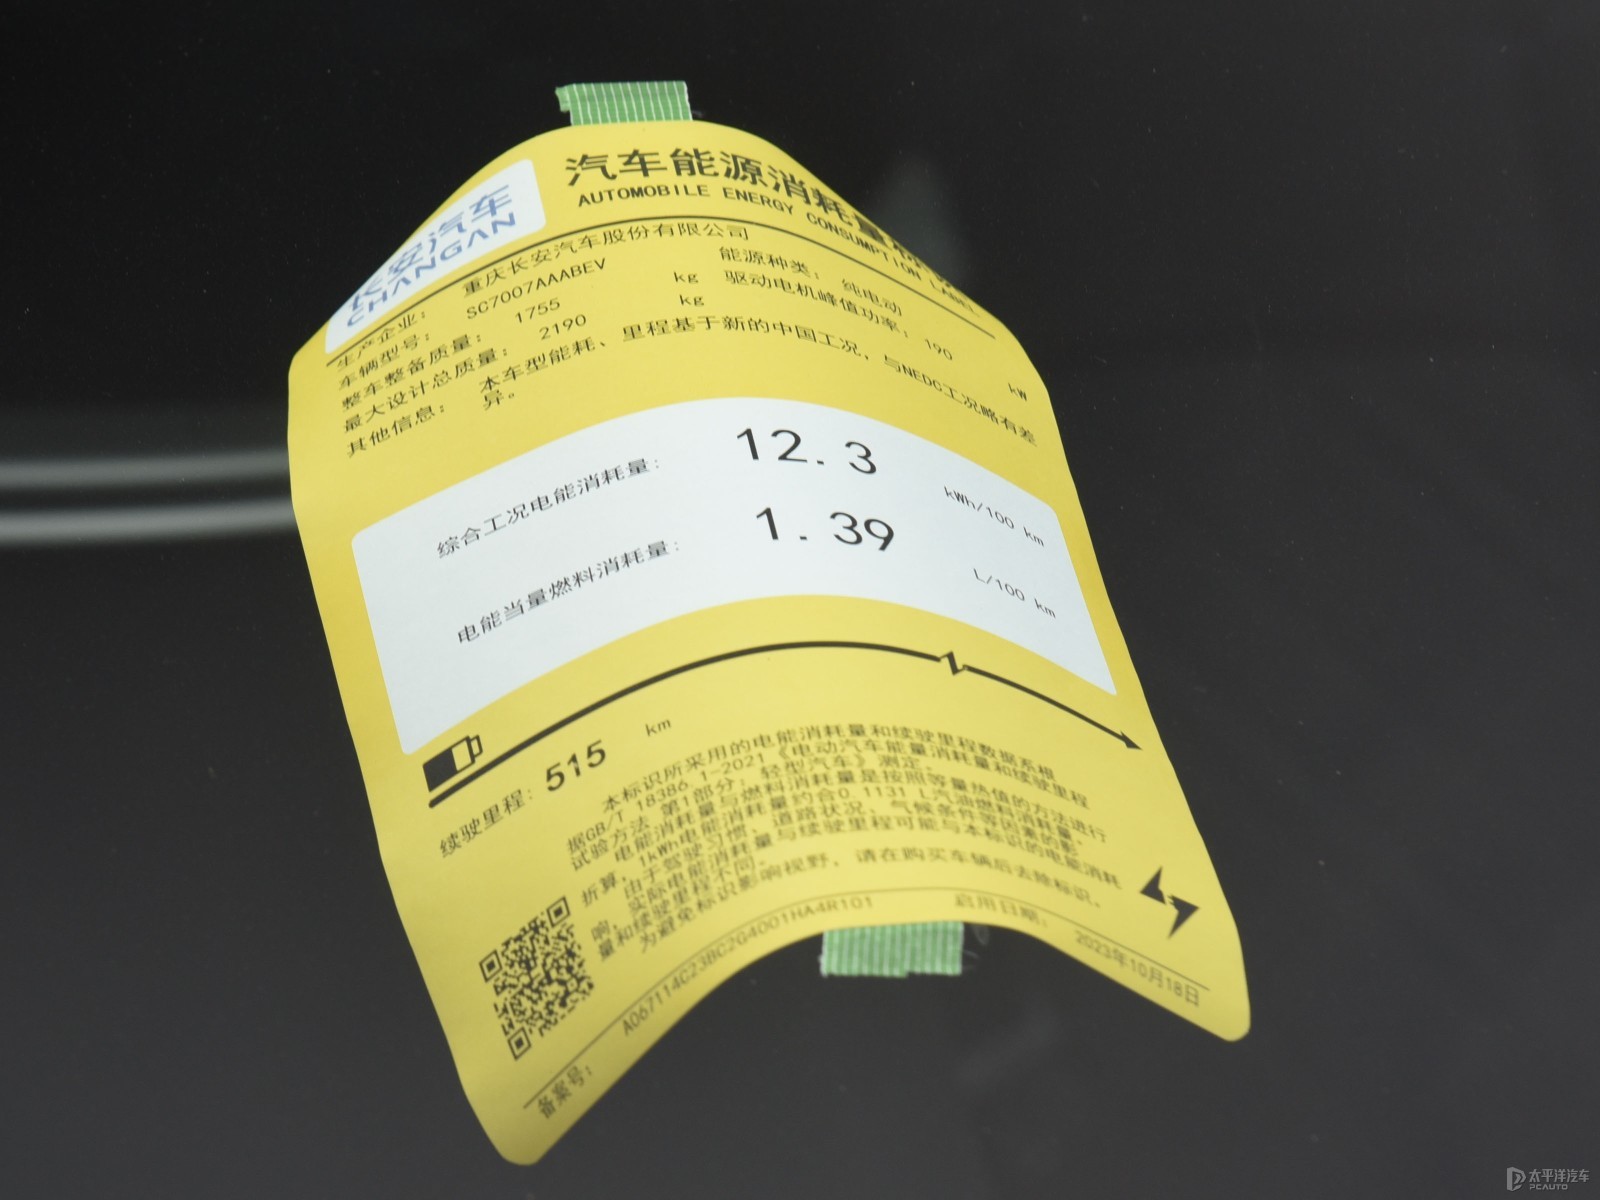 长安汽车
CHANGAN
汽车能源消耗量标识
AUTOMOBILE ENERGY CONSUMPTION LABEL
生产企业： 重庆长安汽车股份有限公司
车辆型号： SC7007AAABEV 能源种类： 纯电动
整车整备质量： 1755 kg 驱动电机峰值功率： 190 kW
最大设计总质量： 2190 kg
其他信息： 本车型能耗、里程基于新的中国工况，与NEDC工况略有差
异。
综合工况电能消耗量： 12.3 kWh/100 km
电能当量燃料消耗量： 1.39 L/100 km
续驶里程： 515 km
本标识所采用的电能消耗量和续驶里程数据系根
据GB/T 18386.1-2021《电动汽车能量消耗量和续驶里程
试验方法 第1部分：轻型汽车》测定。
电能消耗量与燃料消耗量是按照等量热值的方法进行
折算，1kWh电能消耗量约合0.1131 L汽油燃料消耗量。
由于驾驶习惯、道路状况、气候条件等因素的影
响，实际电能消耗量与续驶里程可能与本标识的电能消耗
量和续驶里程不同。
为避免标识影响视野，请在购买车辆后去除标识。
备案号： A067114C23BC2G4001HA4R101 启用日期： 2023年10月18日
太平洋汽车
PCAUTO